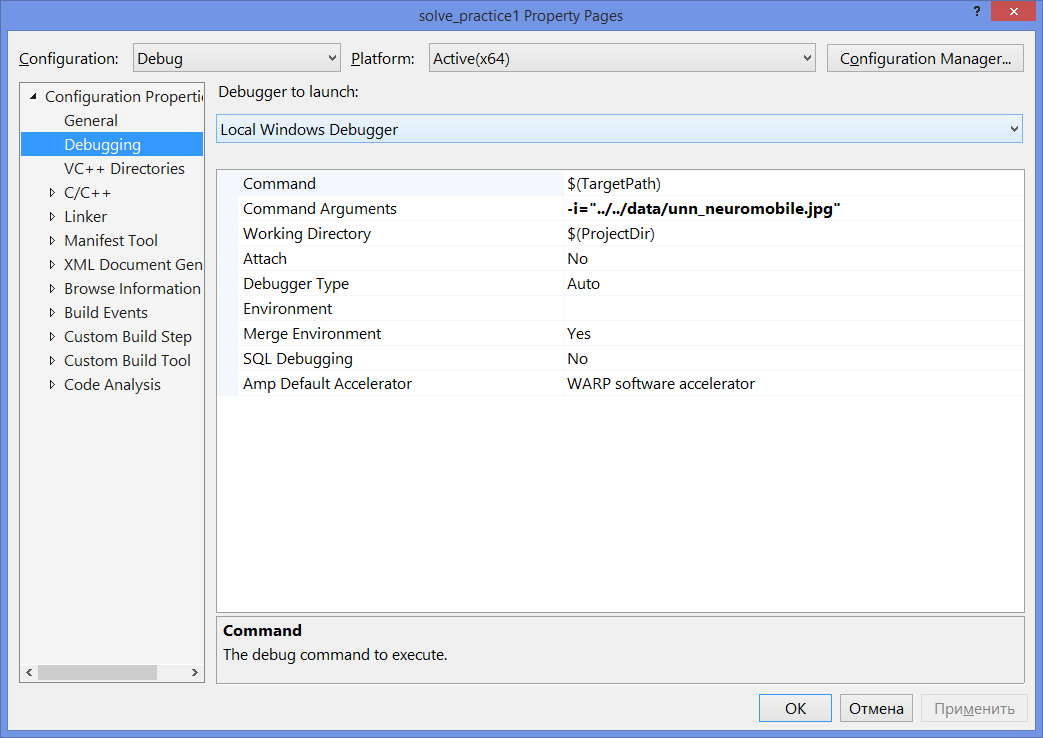 solve_practice1 Property Pages
?
Configuration: Debug Platform: Active(x64) Configuration Manager...
Configuration Properti
General
Debugging
VC++ Directories
C/C++
Linker
Manifest Tool
XML Document Gen
Browse Information
Build Events
Custom Build Step
Custom Build Tool
Code Analysis
Debugger to launch:
Local Windows Debugger
Command $(TargetPath)
Command Arguments -i="../../data/unn_neuromobile.jpg"
Working Directory $(ProjectDir)
Attach No
Debugger Type Auto
Environment
Merge Environment Yes
SQL Debugging No
Amp Default Accelerator WARP software accelerator
Command
The debug command to execute.
OK Отмена Применить